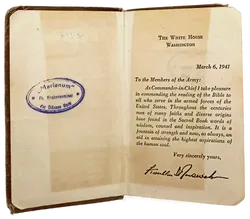 "Marianum"
THE WHITE HOUSE
WASHINGTON
March 6, 1941
To the Members of the Army:
As Commander-in-Chief I take pleasure
in commending the reading of the Bible to
all who serve in the armed forces of the
United States. Throughout the centuries
men of many faiths and diverse origins
have found in the Sacred Book words of
wisdom, counsel and inspiration. It is a
fountain of strength and now, as always, an
aid in attaining the highest aspirations of
the human soul.
Very sincerely yours,
Franklin D Roosevelt